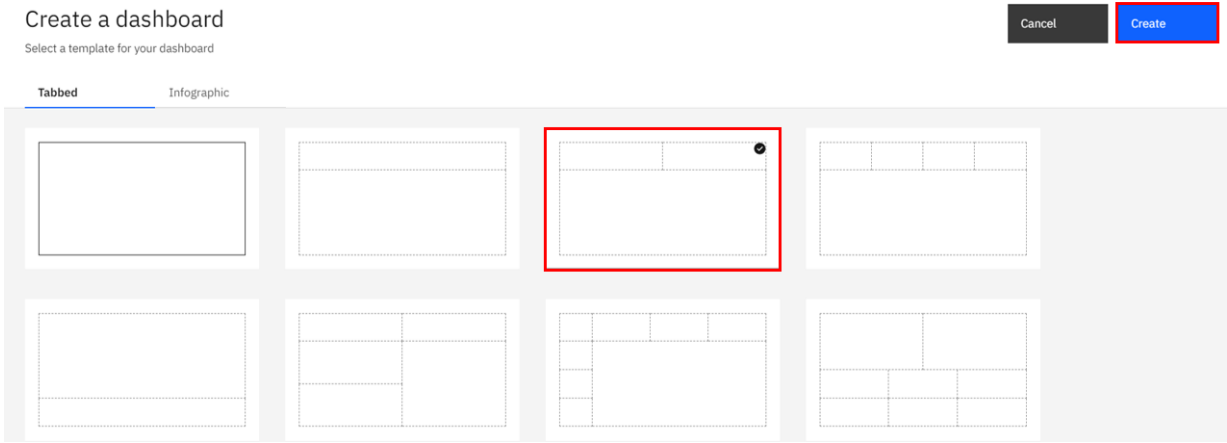 Create a dashboard
Cancel
Create
Select a template for your dashboard
Tabbed
Infographic